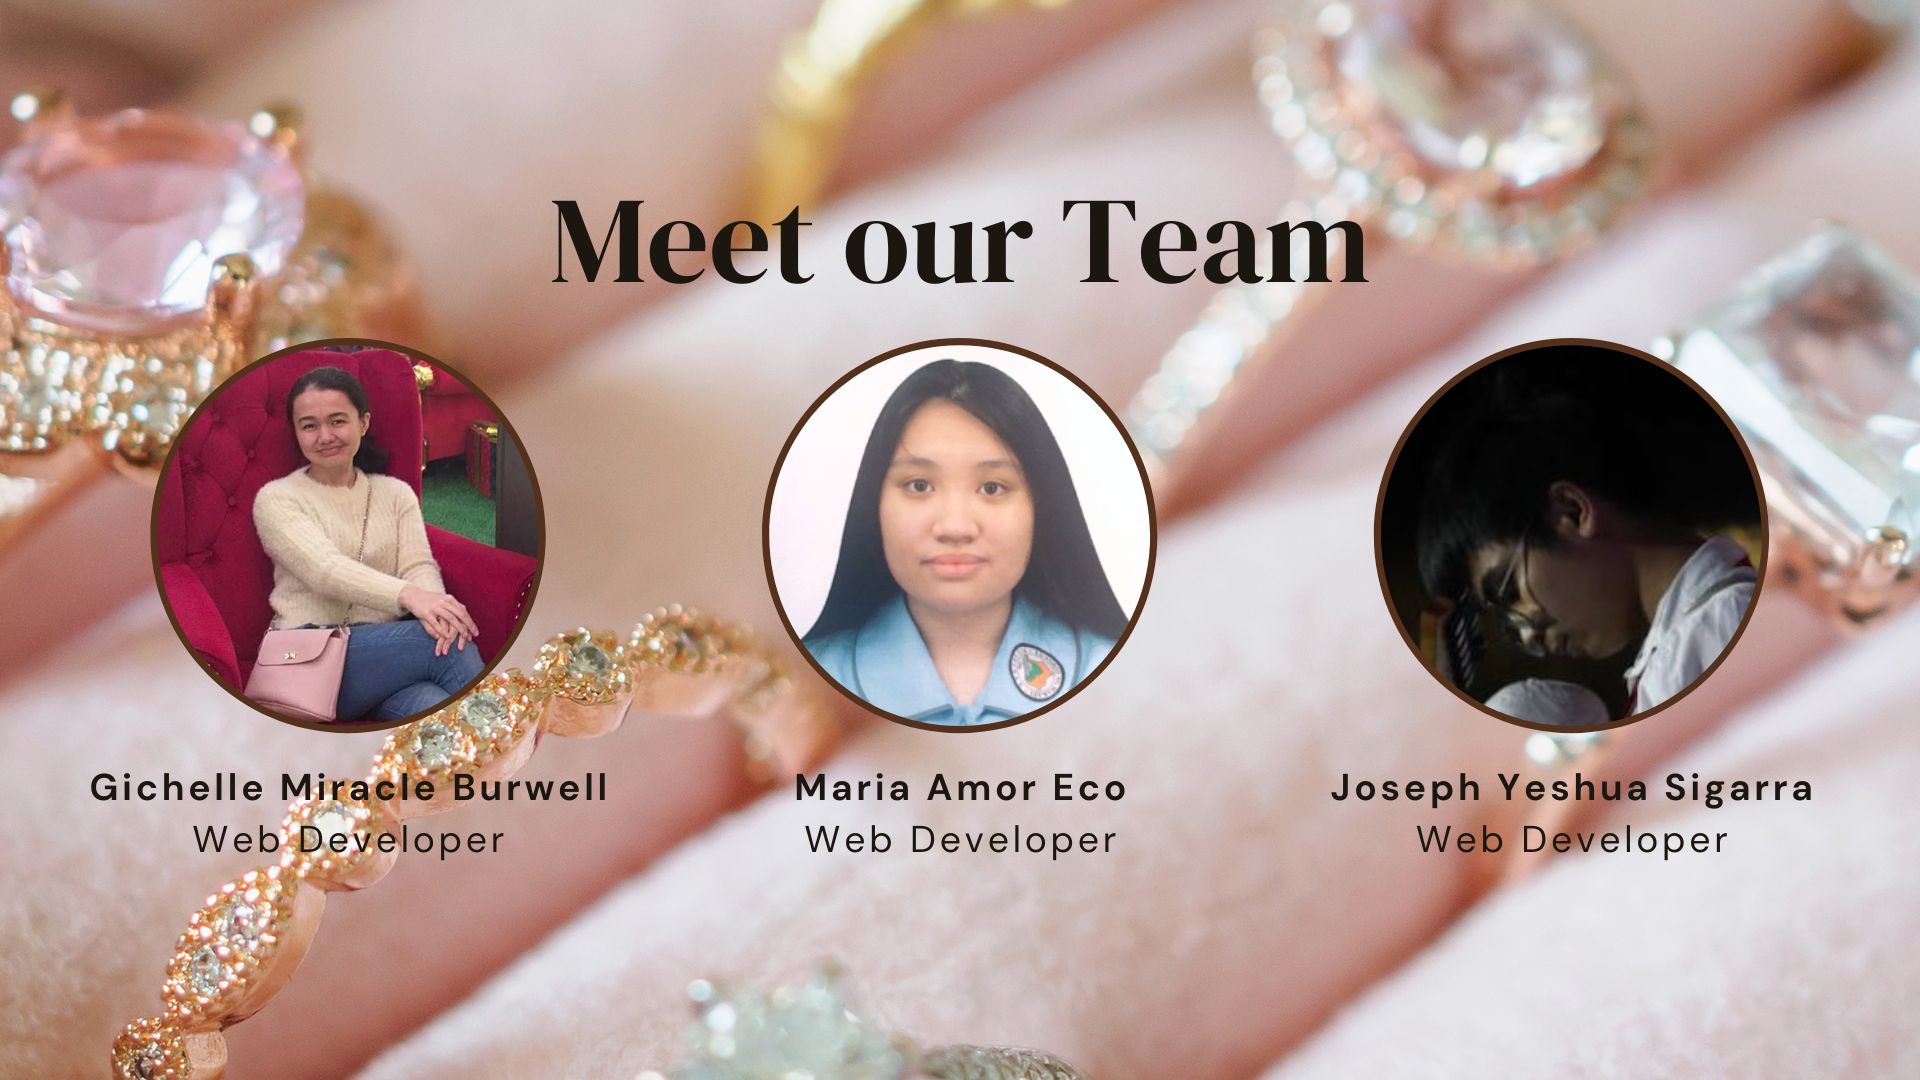 Meet our Team
Gichelle Miracle Burwell
Web Developer
Maria Amor Eco
Web Developer
Joseph Yeshua Sigarra
Web Developer